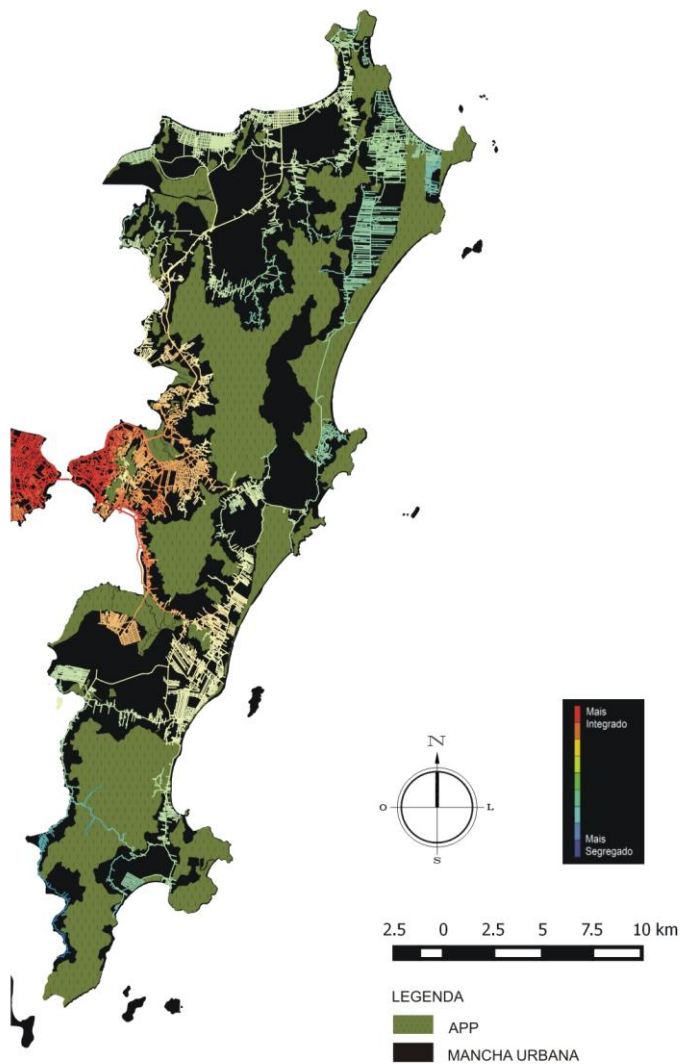 Mais
Integrado
Mais
Segregado
N
O
L
S
2.5 0 2.5 5 7.5 10 km
LEGENDA
APP
MANCHA URBANA